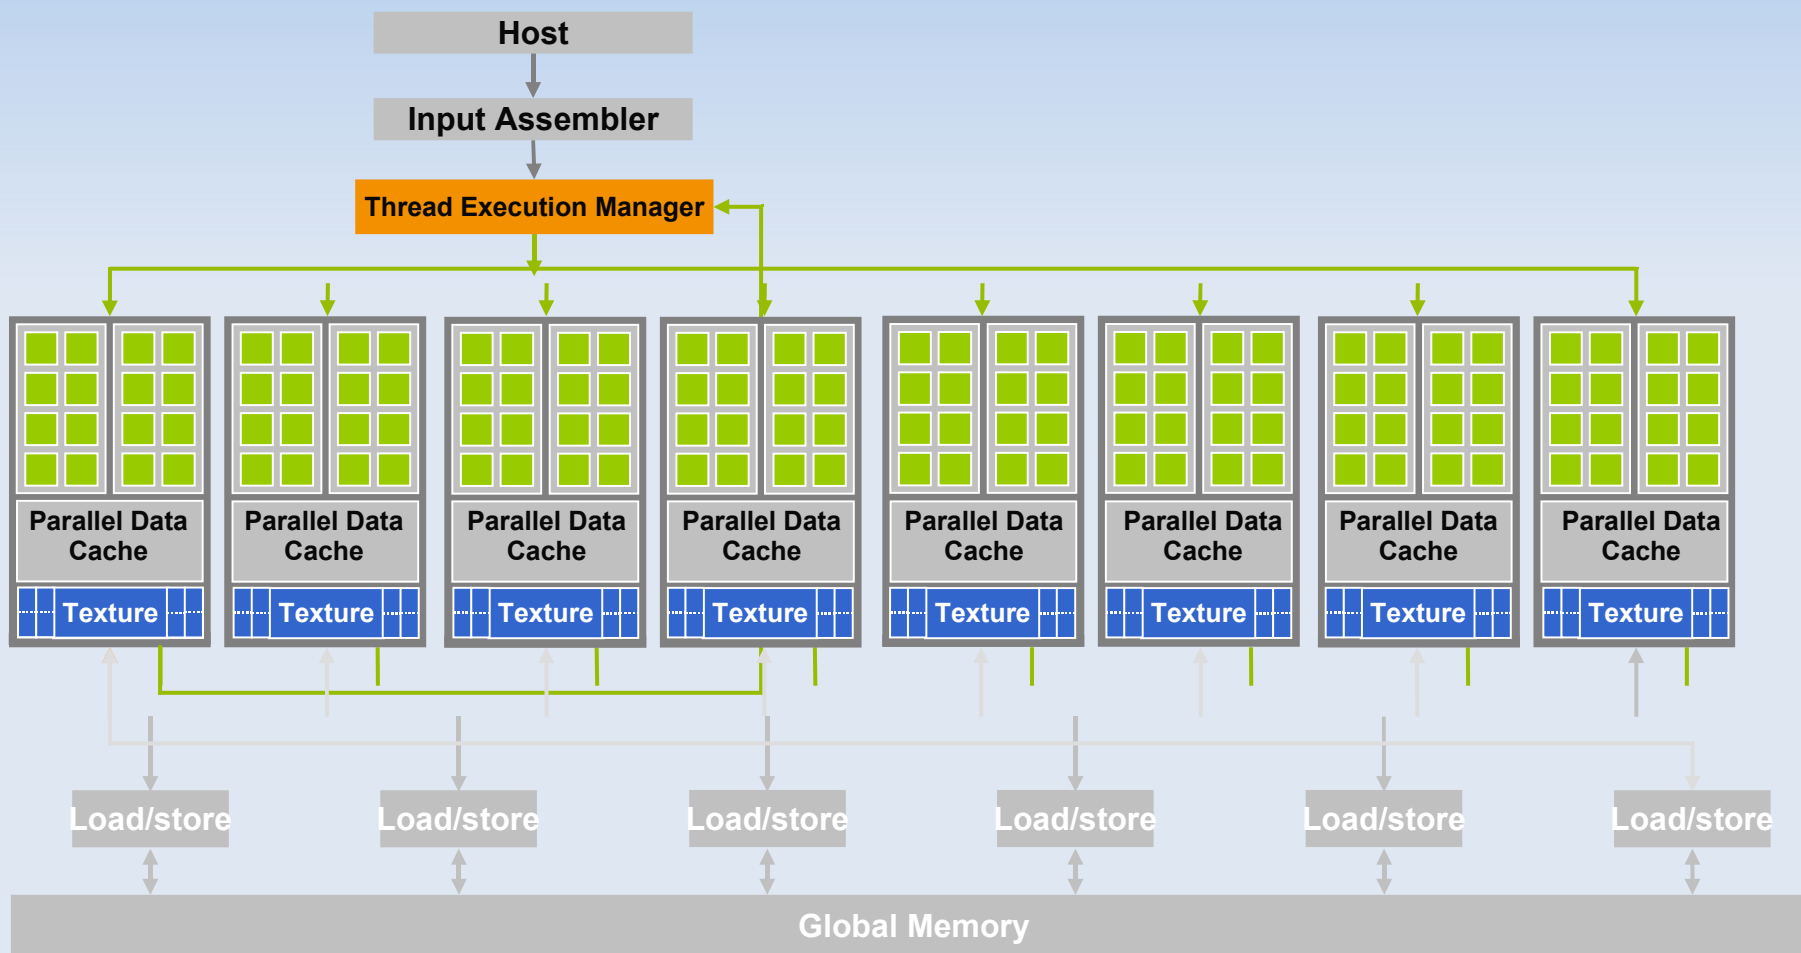 Host
Input Assembler
Thread Execution Manager
Parallel Data
Cache
Parallel Data
Cache
Parallel Data
Cache
Parallel Data
Cache
Parallel Data
Cache
Parallel Data
Cache
Parallel Data
Cache
Parallel Data
Cache
Texture
Texture
Texture
Texture
Texture
Texture
Texture
Texture
Load/store
Load/store
Load/store
Load/store
Load/store
Load/store
Global Memory